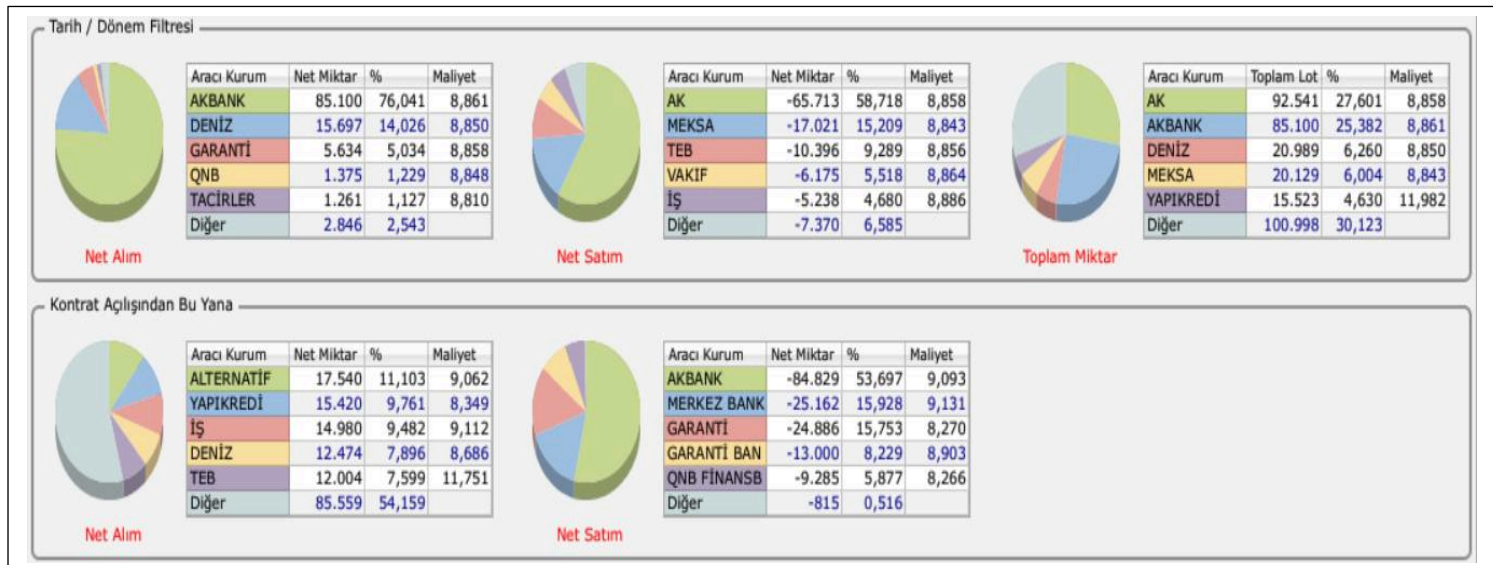 Tarih / Dönem Filtresi
Aracı Kurum Net Miktar % Maliyet
AKBANK 85.100 76,041 8,861
DENİZ 15.697 14,026 8,850
GARANTİ 5.634 5,034 8,858
QNB 1.375 1,229 8,848
TACİRLER 1.261 1,127 8,810
Diğer 2.846 2,543
Net Alım
Aracı Kurum Net Miktar % Maliyet
AK -65.713 58,718 8,858
MEKSA -17.021 15,209 8,843
TEB -10.396 9,289 8,856
VAKIF -6.175 5,518 8,864
İŞ -5.238 4,680 8,886
Diğer -7.370 6,585
Net Satım
Aracı Kurum Toplam Lot % Maliyet
AK 92.541 27,601 8,858
AKBANK 85.100 25,382 8,861
DENİZ 20.989 6,260 8,850
MEKSA 20.129 6,004 8,843
YAPIKREDİ 15.523 4,630 11,982
Diğer 100.998 30,123
Toplam Miktar
Kontrat Açılışından Bu Yana
Aracı Kurum Net Miktar % Maliyet
ALTERNATİF 17.540 11,103 9,062
YAPIKREDİ 15.420 9,761 8,349
İŞ 14.980 9,482 9,112
DENİZ 12.474 7,896 8,686
TEB 12.004 7,599 11,751
Diğer 85.559 54,159
Net Alım
Aracı Kurum Net Miktar % Maliyet
AKBANK -84.829 53,697 9,093
MERKEZ BANK -25.162 15,928 9,131
GARANTİ -24.886 15,753 8,270
GARANTİ BAN -13.000 8,229 8,903
QNB FİNANSB -9.285 5,877 8,266
Diğer -815 0,516
Net Satım